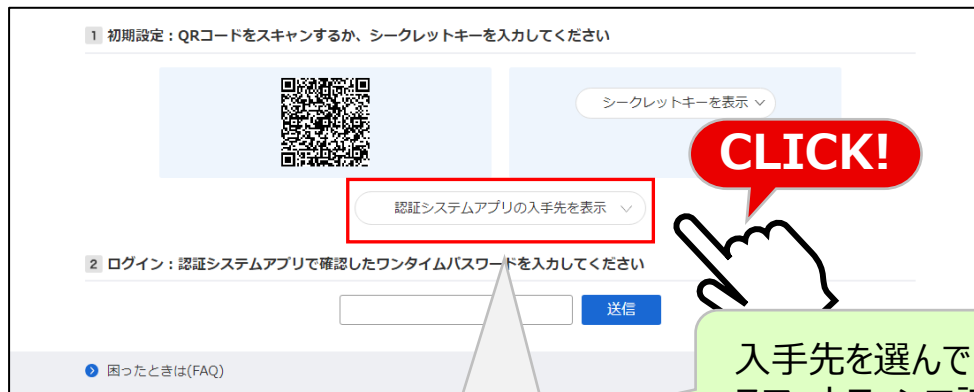 1 初期設定：QRコードをスキャンするか、シークレットキーを入力してください
シークレットキーを表示
CLICK!
認証システムアプリの入手先を表示
2 ログイン：認証システムアプリで確認したワンタイムパスワードを入力してください
送信
困ったときは(FAQ)
入手先を選んで